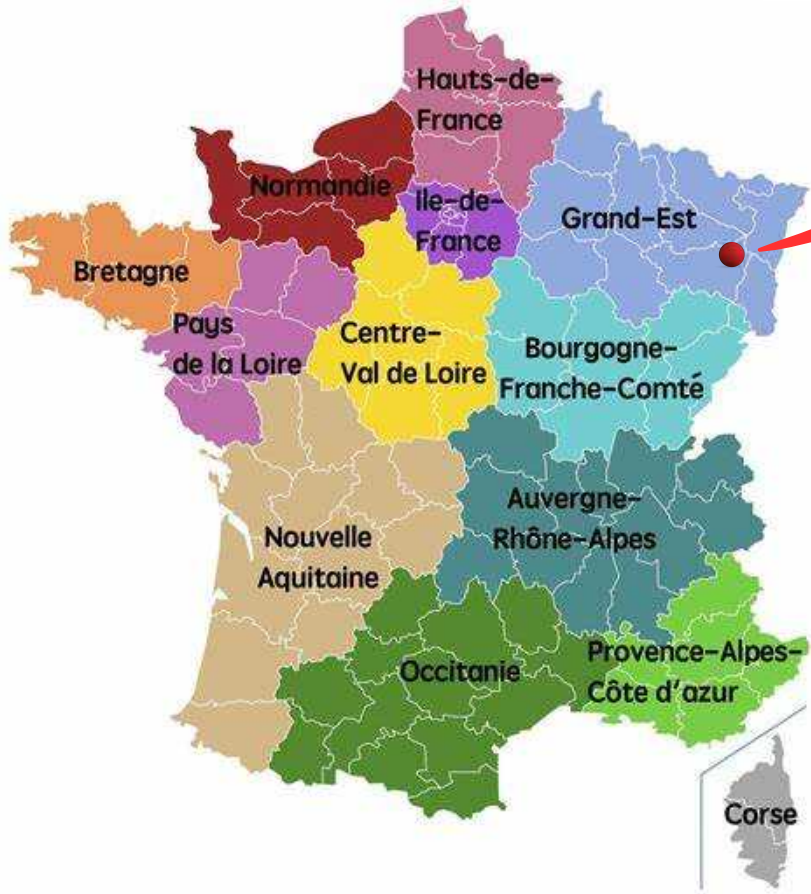 Hauts-de-
France
Normandie
Ile-de-
France
Grand-Est
Bretagne
Pays
de la Loire
Centre-
Val de Loire
Bourgogne-
Franche-Comté
Auvergne-
Rhône-Alpes
Nouvelle
Aquitaine
Occitanie
Provence-Alpes-
Côte d'azur
Corse